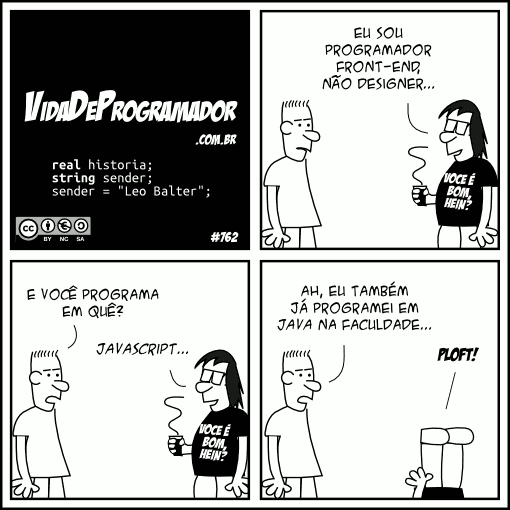 VIDADEPROGRAMADOR
.COM.BR
real historia;
string sender;
sender = "Leo Balter";
cc
BY NC SA
#762
EU SOU
PROGRAMADOR
FRONT-END,
NÃO DESIGNER...
VOCÊ É
BOM,
HEIN?
E VOCÊ PROGRAMA
EM QUÊ?
JAVASCRIPT...
VOCÊ É
BOM,
HEIN?
AH, EU TAMBÉM
JÁ PROGRAMEI EM
JAVA NA FACULDADE...
PLOFT!